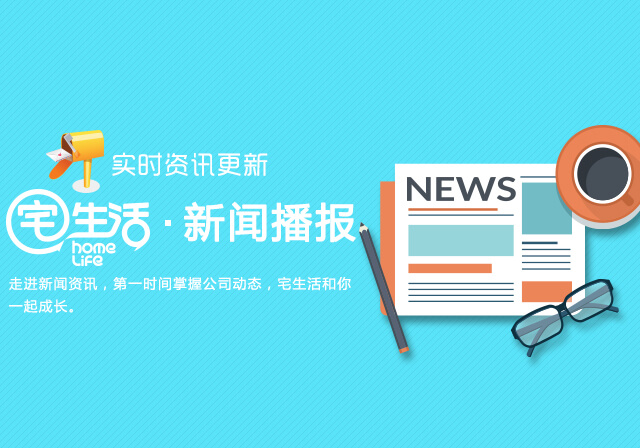 实时资讯更新
宅生活·新闻播报
home
Life
走进新闻资讯，第一时间掌握公司动态，宅生活和你
一起成长。
NEWS